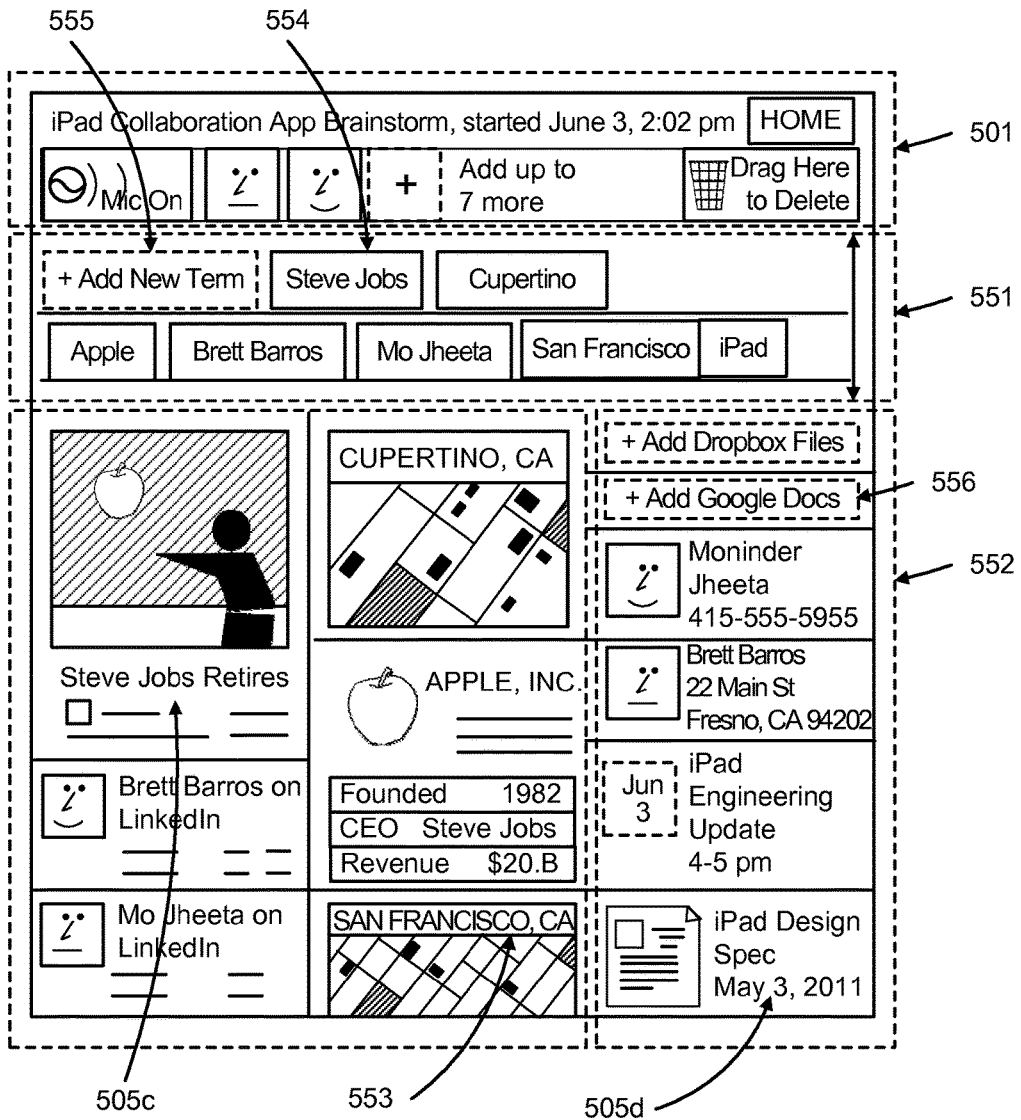 555
554
iPad Collaboration App Brainstorm, started June 3, 2:02 pm
HOME
501
Mic On
+
Add up to
7 more
Drag Here
to Delete
+ Add New Term
Steve Jobs
Cupertino
551
Apple
Brett Barros
Mo Jheeta
San Francisco
iPad
CUPERTINO, CA
+ Add Dropbox Files
+ Add Google Docs
556
Moninder
Jheeta
415-555-5955
552
Steve Jobs Retires
APPLE, INC.
Brett Barros
22 Main St
Fresno, CA 94202
Brett Barros on
LinkedIn
Founded 1982
CEO Steve Jobs
Revenue $20.B
Jun
3
iPad
Engineering
Update
4-5 pm
Mo Jheeta on
LinkedIn
SAN FRANCISCO, CA
iPad Design
Spec
May 3, 2011
505c
553
505d